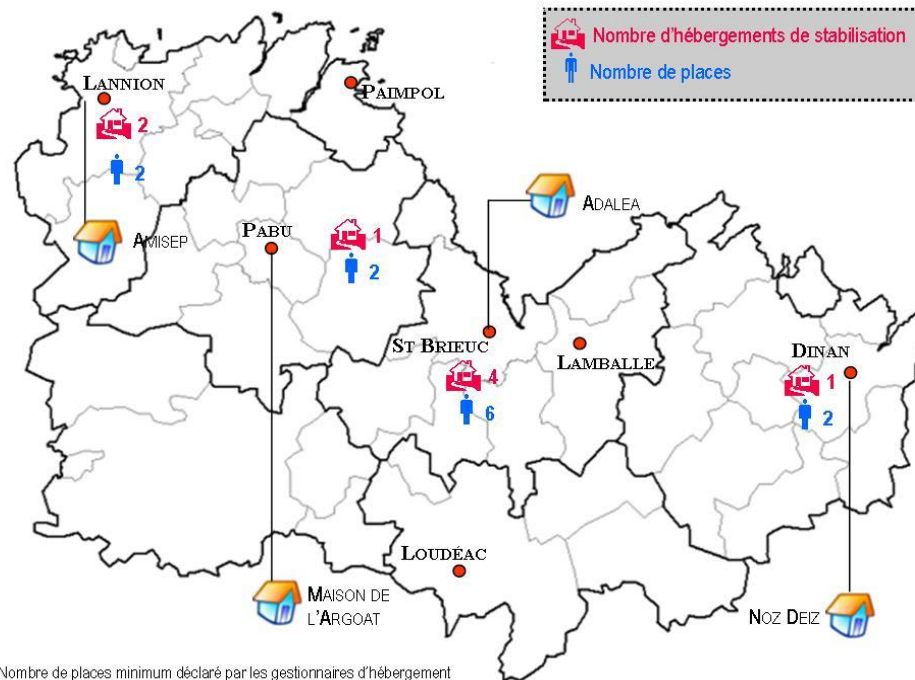 Nombre d'hébergements de stabilisation
Nombre de places
LANNION
2
2
AMISEP
PAIMPOL
PABU
1
2
ADALEA
ST BRIEUC
4
6
LAMBALLE
DINAN
1
2
LOUDÉAC
MAISON DE
L'ARGOAT
NOZ DEIZ
Nombre de places minimum déclaré par les gestionnaires d'hébergement